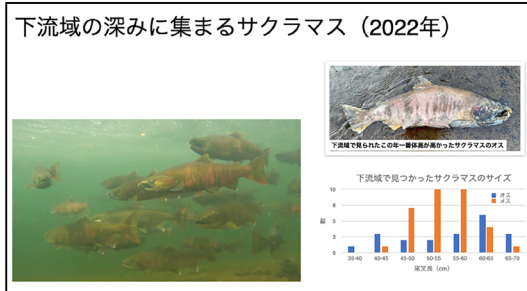 下流域の深みに集まるサクラマス（2022年）
下流域で見られたこの年一番体高が高かったサクラマスのオス
下流域で見つかったサクラマスのサイズ
オス
メス
10
8
5
3
0
35-40
40-45
45-50
50-55
55-60
60-65
65-70
尾叉長（cm）